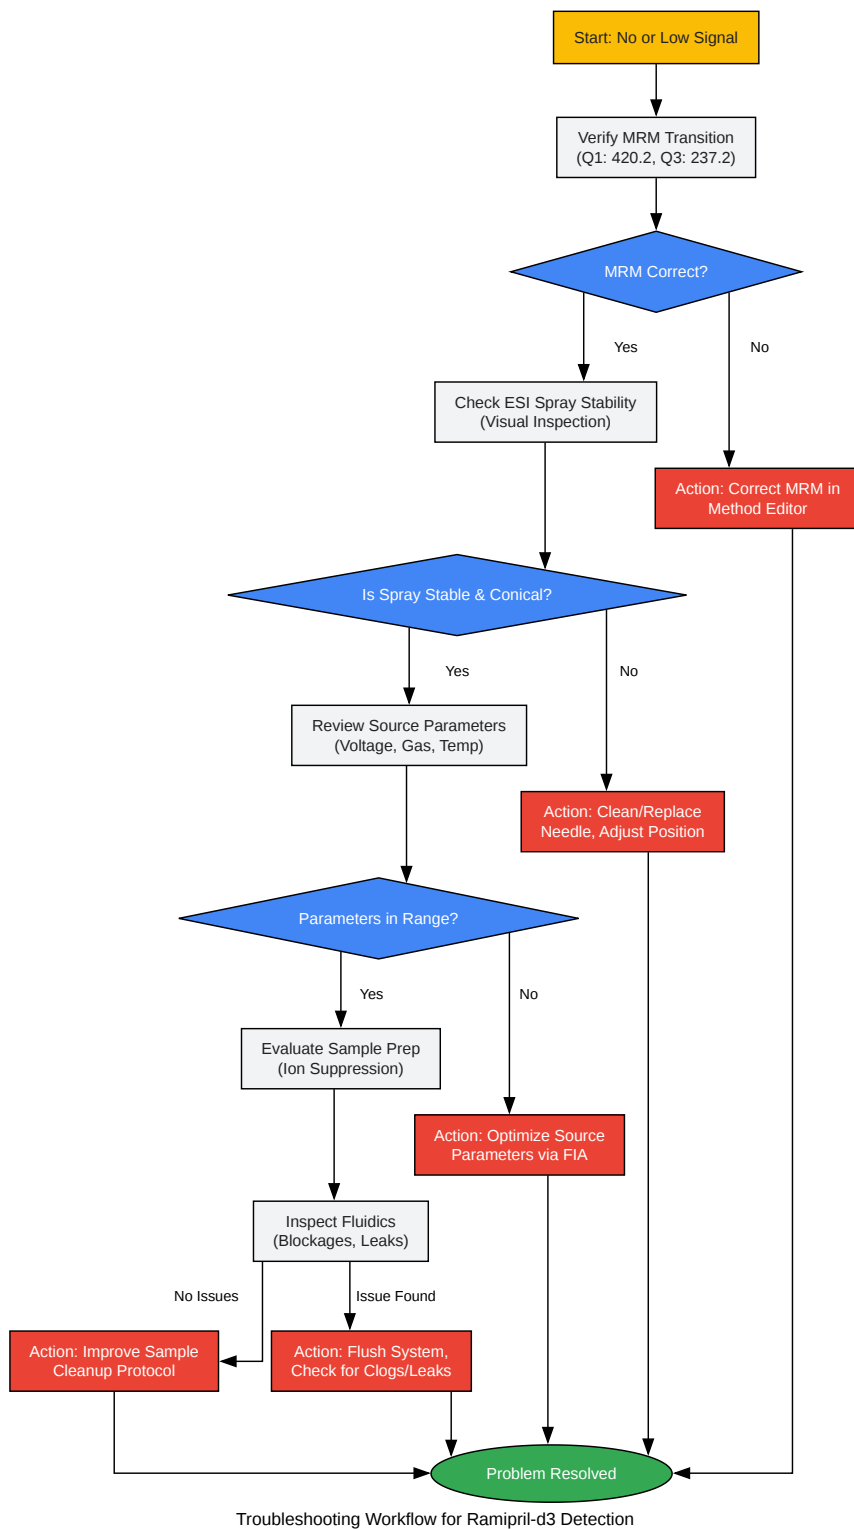 Start: No or Low Signal
Verify MRM Transition
(Q1: 420.2, Q3: 237.2)
MRM Correct?
Yes
No
Check ESI Spray Stability
(Visual Inspection)
Action: Correct MRM in
Method Editor
Is Spray Stable & Conical?
Yes
No
Review Source Parameters
(Voltage, Gas, Temp)
Action: Clean/Replace
Needle, Adjust Position
Parameters in Range?
Yes
No
Evaluate Sample Prep
(Ion Suppression)
Action: Optimize Source
Parameters via FIA
Inspect Fluidics
(Blockages, Leaks)
No Issues
Issue Found
Action: Improve Sample
Cleanup Protocol
Action: Flush System,
Check for Clogs/Leaks
Problem Resolved
Troubleshooting Workflow for Ramipril-d3 Detection